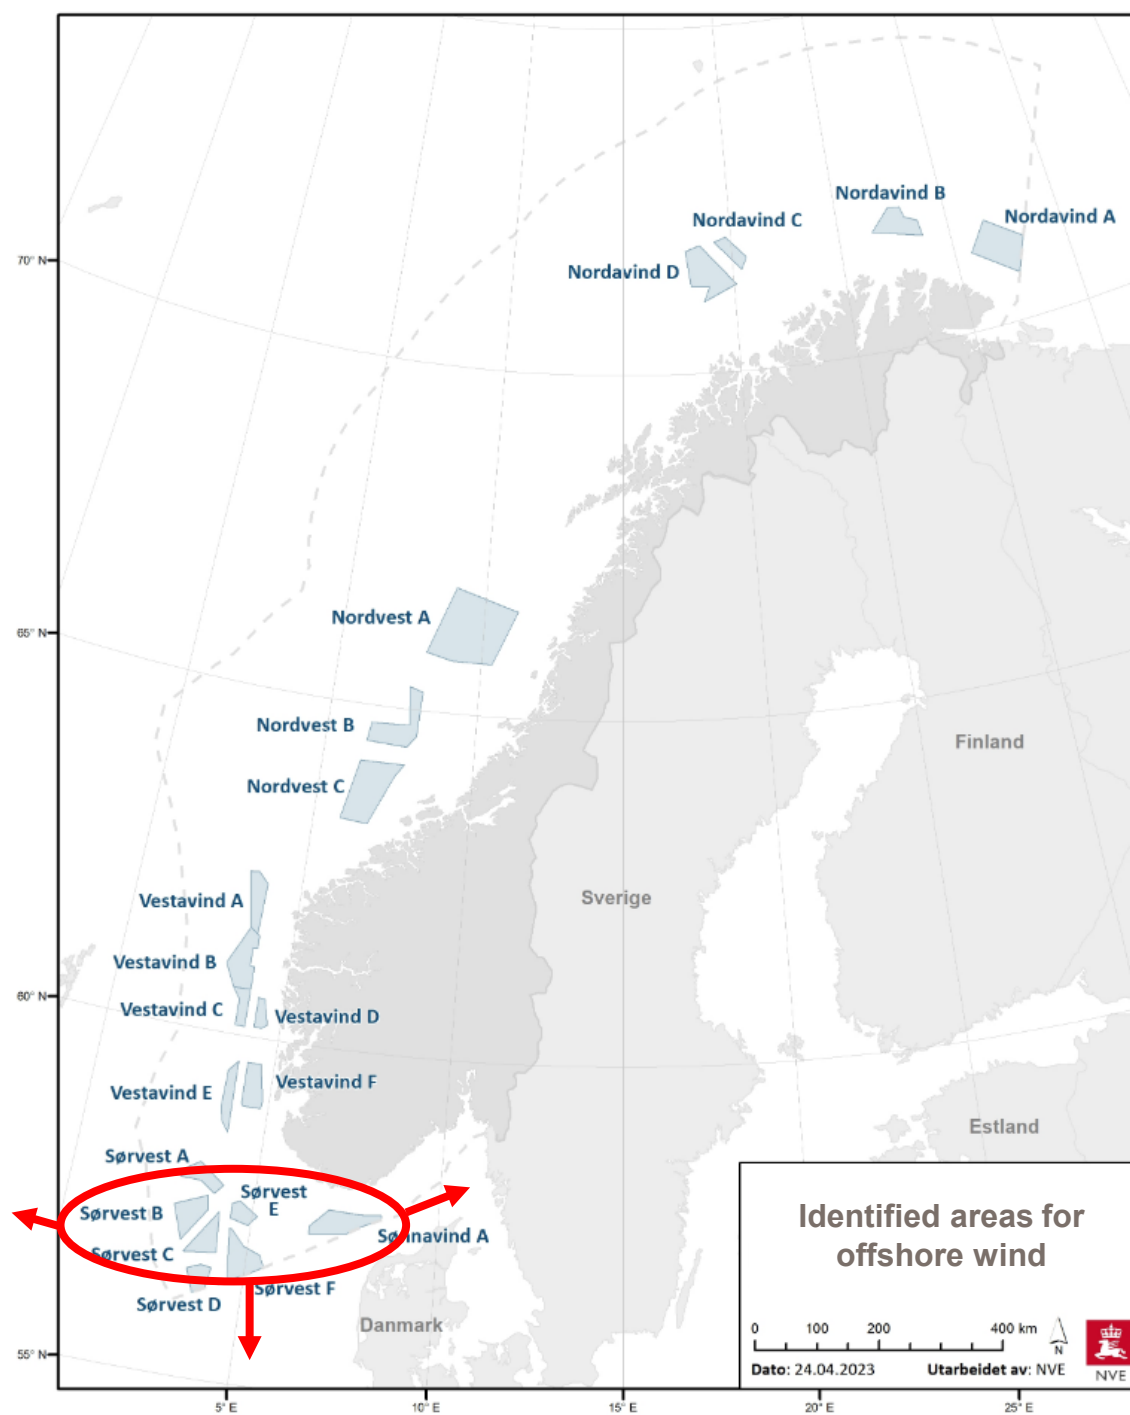 Nordavind B
Nordavind A
Nordavind C
Nordavind D
70° N
Nordvest A
65° N
Nordvest B
Finland
Nordvest C
Sverige
Vestavind A
Vestavind B
60° N
Vestavind C
Vestavind D
Vestavind E
Vestavind F
Estland
Sørvest A
Sørvest
E
Sørvest B
Sønnavind A
Sørvest C
Sørvest F
Sørvest D
Danmark
55° N
Identified areas for
offshore wind
0 100 200 400 km
N
Dato: 24.04.2023 Utarbeidet av: NVE
NVE
5° E 10° E 15° E 20° E 25° E